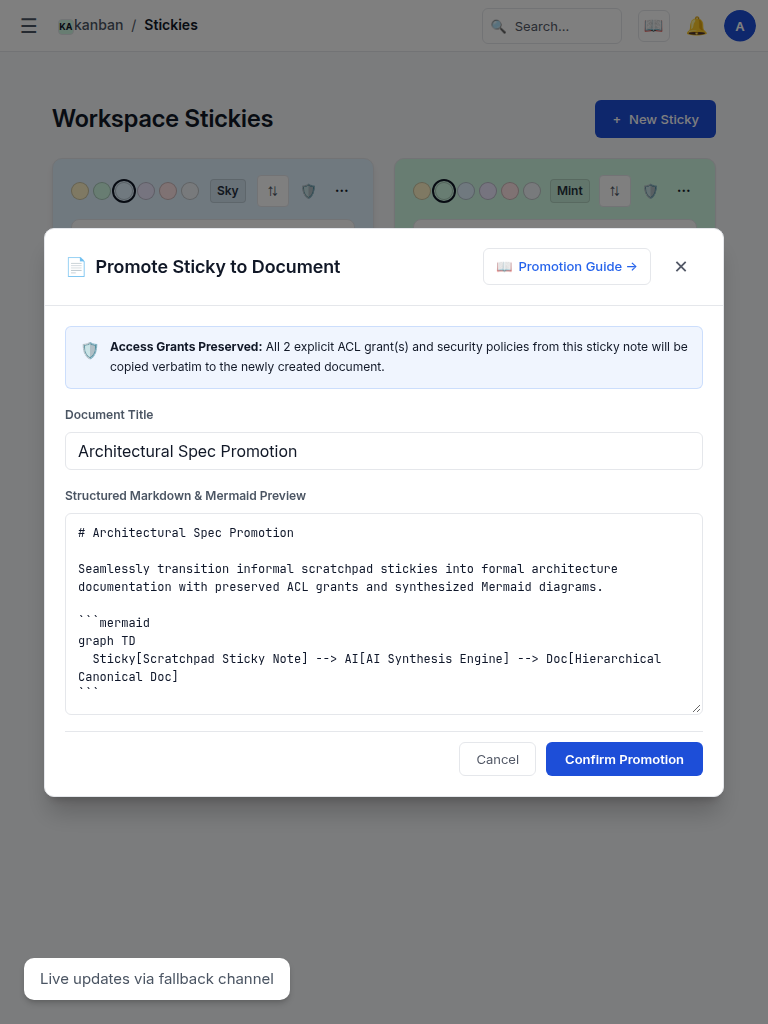 ☰ KA kanban / Stickies 🔍 Search... 📖 🔔 A
Workspace Stickies
+ New Sticky
Sky ⇅ 🛡️ ···
Mint ⇅ 🛡️ ···
📄 Promote Sticky to Document
📖 Promotion Guide →
✕
🛡️ Access Grants Preserved: All 2 explicit ACL grant(s) and security policies from this sticky note will be
copied verbatim to the newly created document.
Document Title
Architectural Spec Promotion
Structured Markdown & Mermaid Preview
# Architectural Spec Promotion
Seamlessly transition informal scratchpad stickies into formal architecture
documentation with preserved ACL grants and synthesized Mermaid diagrams.
```mermaid
graph TD
  Sticky[Scratchpad Sticky Note] --> AI[AI Synthesis Engine] --> Doc[Hierarchical
Canonical Doc]
```
Cancel
Confirm Promotion
Live updates via fallback channel